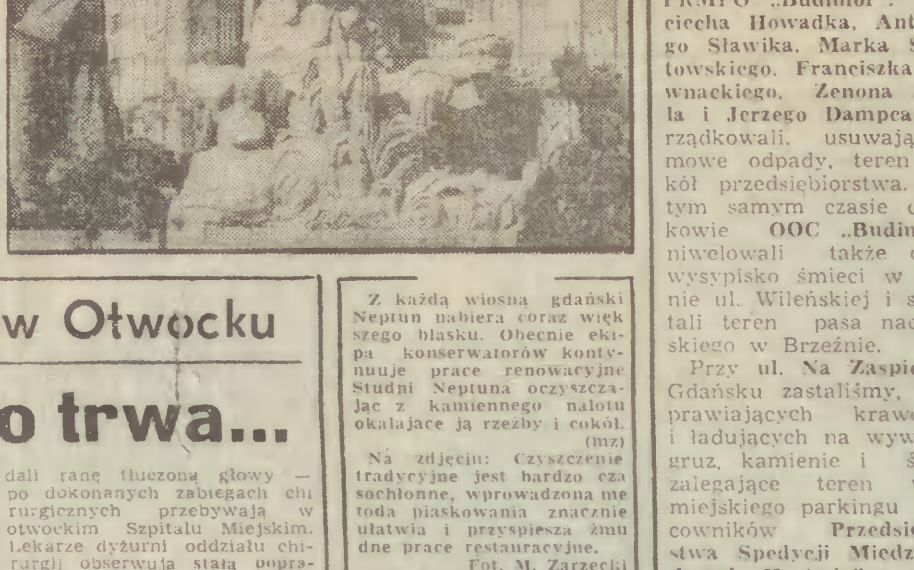 w Otwocku
o trwa...
dali ranę tłuczoną głowy —
po dokonanych zabiegach chi
rurgicznych przebywają w
otwockim Szpitalu Miejskim.
Lekarze dyżurni oddziału chi-
rurgii obserwują stałą popra-
Z każdą wiosną gdański
Neptun nabiera coraz więk
szego blasku. Obecnie eki-
pa konserwatorów konty-
nuuje prace renowacyjne
Studni Neptuna oczyszcza-
jąc z kamiennego nalotu
okalające ją rzeźby i cokół.
(mz)
Na zdjęciu: Czyszczenie
tradycyjne jest bardzo cza
sochłonne, wprowadzona me
toda piaskowania znacznie
ułatwia i przyspiesza żmu
dne prace restauracyjne.
Fot. M. Zarzecki
„Budimor".
ciecha Howadka, Ant
go Sławika, Marka S
towskiego, Franciszka
wnackiego, Zenona
la i Jerzego Dampca
rządkowali, usuwają
mowe odpady, teren
kół przedsiębiorstwa.
tym samym czasie
kowie OOC „Budim
niwelowali także
wysypisko śmieci w
nie ul. Wileńskiej i s
tali teren pasa nad
skiego w Brzeźnie.
Przy ul. Na Zaspie
Gdańsku zastaliśmy,
prawiających krawę
i ładujących na wyw
gruz, kamienie i ś
zalegające teren
miejskiego parkingu
cowników Przedsię
stwa Spedycji Międz